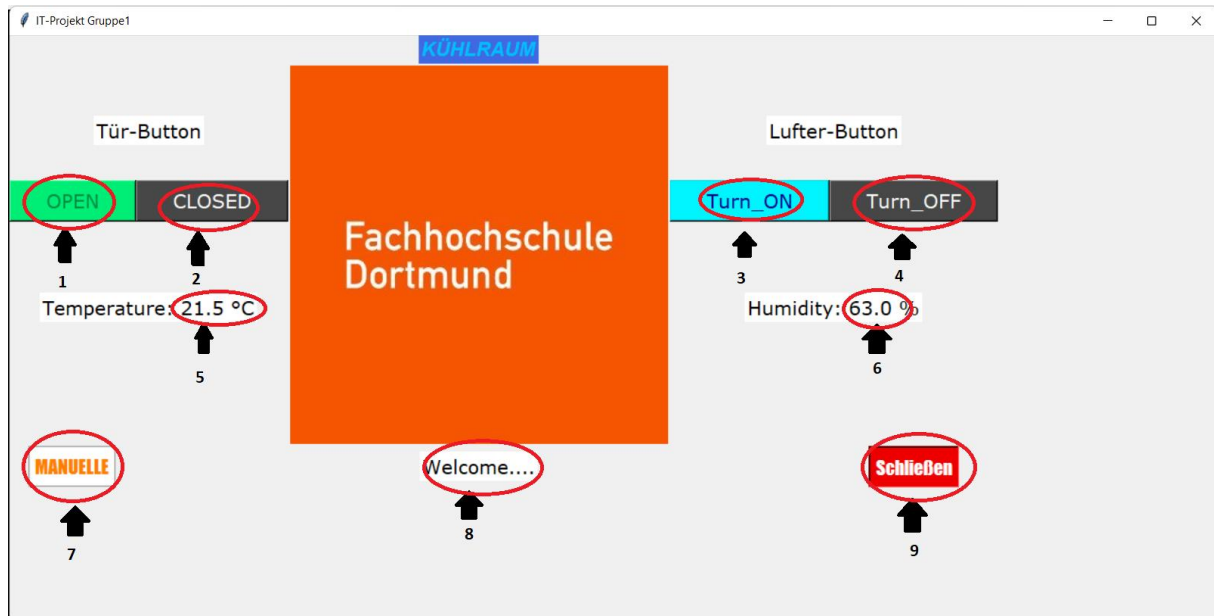 IT-Projekt Gruppe1
KÜHLRAUM
Tür-Button
Lufter-Button
OPEN CLOSED
Turn_ON Turn_OFF
1
2
3
4
Fachhochschule
Dortmund
Temperature: 21.5 °C
Humidity: 63.0 %
5
6
MANUELLE
Welcome....
Schließen
7
8
9